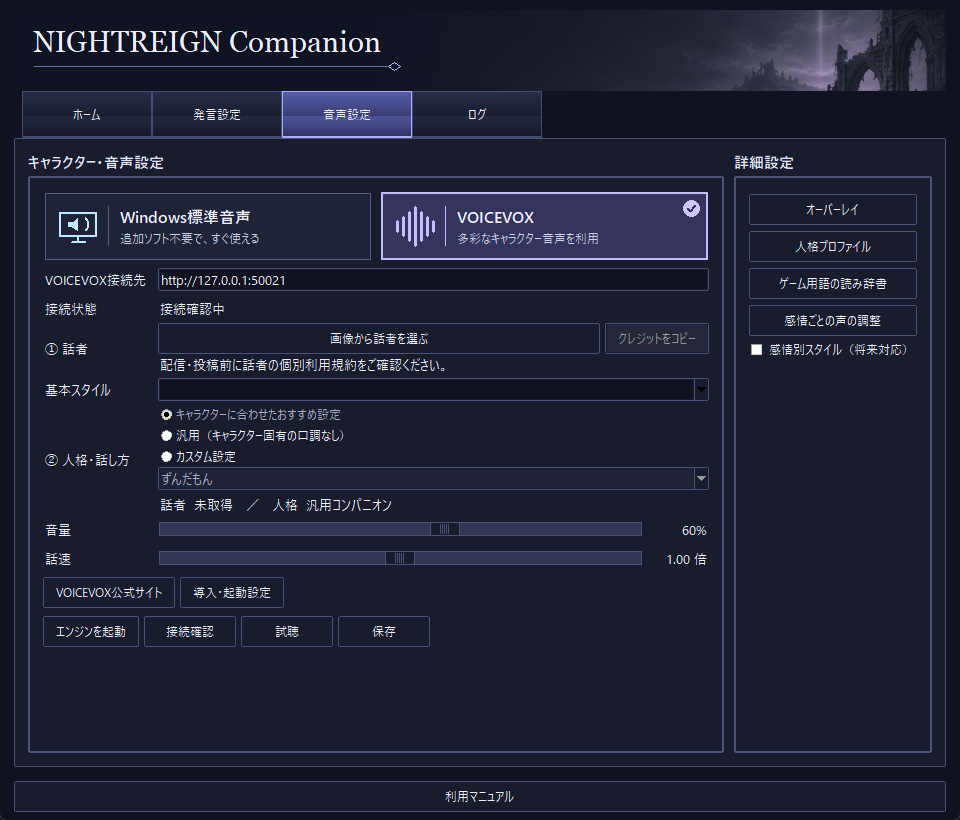 NIGHTREIGN Companion
ホーム
発言設定
音声設定
ログ
キャラクター・音声設定
Windows標準音声
追加ソフト不要で、すぐ使える
VOICEVOX
多彩なキャラクター音声を利用
VOICEVOX接続先
http://127.0.0.1:50021
接続状態
接続確認中
① 話者
画像から話者を選ぶ
クレジットをコピー
配信・投稿前に話者の個別利用規約をご確認ください。
基本スタイル
キャラクターに合わせたおすすめ設定
汎用（キャラクター固有の口調なし）
② 人格・話し方
カスタム設定
ずんだもん
話者 未取得 ／ 人格 汎用コンパニオン
音量
60%
話速
1.00 倍
VOICEVOX公式サイト
導入・起動設定
エンジンを起動
接続確認
試聴
保存
詳細設定
オーバーレイ
人格プロファイル
ゲーム用語の読み辞書
感情ごとの声の調整
感情別スタイル（将来対応）
利用マニュアル